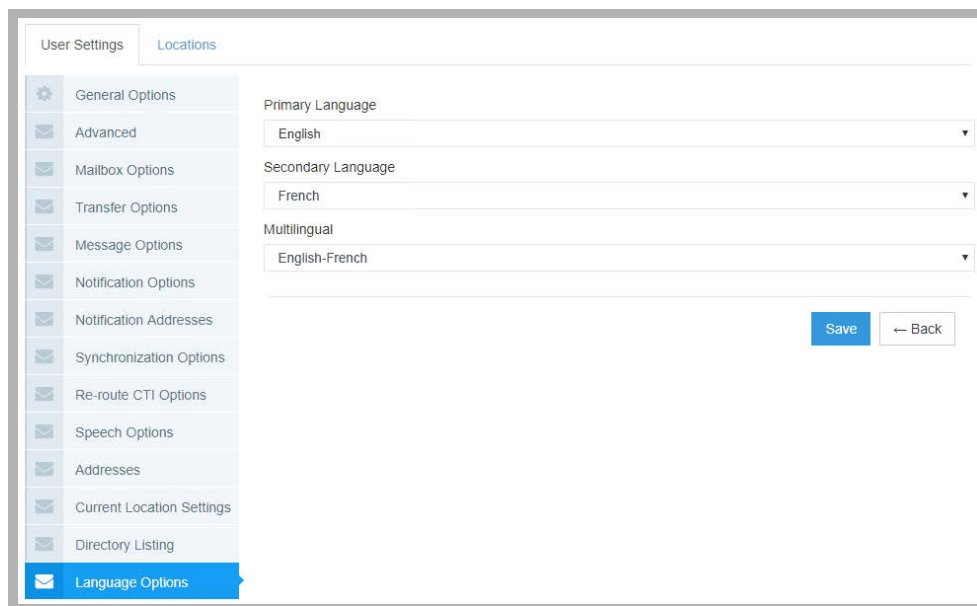 User Settings
Locations
General Options
Advanced
Mailbox Options
Transfer Options
Message Options
Notification Options
Notification Addresses
Synchronization Options
Re-route CTI Options
Speech Options
Addresses
Current Location Settings
Directory Listing
Language Options
Primary Language
English
Secondary Language
French
Multilingual
English-French
Save
← Back